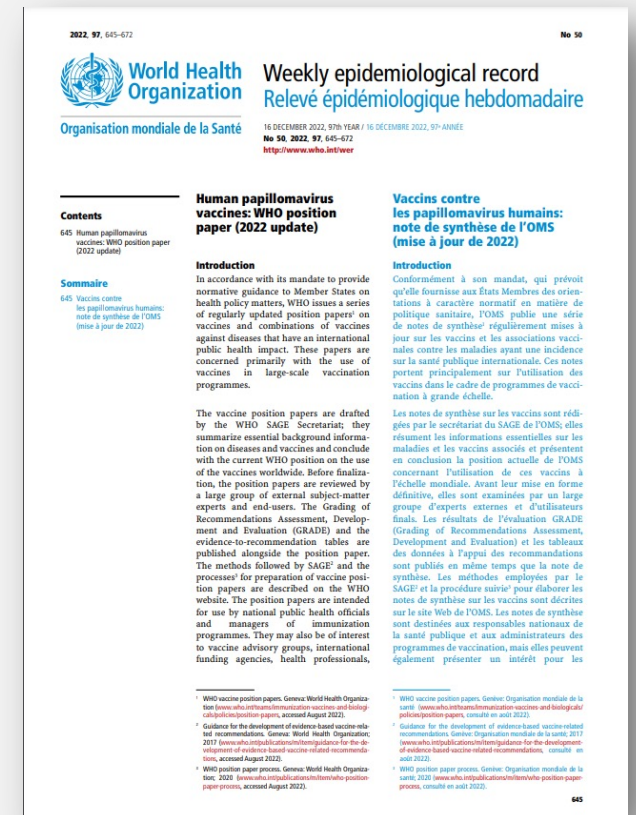 2022, 97, 645–672
No 50
World Health
Organization
Organisation mondiale de la Santé
Weekly epidemiological record
Relevé épidémiologique hebdomadaire
16 DECEMBER 2022, 97th YEAR / 16 DÉCEMBRE 2022, 97e ANNÉE
No 50, 2022, 97, 645–672
http://www.who.int/wer
Contents
645 Human papillomavirus
vaccines: WHO position
paper (2022 update)
Sommaire
645 Vaccins contre
les papillomavirus humains:
note de synthèse de l'OMS
(mise à jour de 2022)
Human papillomavirus
vaccines: WHO position
paper (2022 update)
Introduction
In accordance with its mandate to provide
normative guidance to Member States on
health policy matters, WHO issues a series
of regularly updated position papers¹ on
vaccines and combinations of vaccines
against diseases that have an international
public health impact. These papers are
concerned primarily with the use of
vaccines in large-scale vaccination
programmes.
The vaccine position papers are drafted
by the WHO SAGE Secretariat; they
summarize essential background informa-
tion on diseases and vaccines and conclude
with the current WHO position on the use
of the vaccines worldwide. Before finaliza-
tion, the position papers are reviewed by
a large group of external subject-matter
experts and end-users. The Grading of
Recommendations Assessment, Develop-
ment and Evaluation (GRADE) and the
evidence-to-recommendation tables are
published alongside the position paper.
The methods followed by SAGE² and the
processes³ for preparation of vaccine posi-
tion papers are described on the WHO
website. The position papers are intended
for use by national public health officials
and managers of immunization
programmes. They may also be of interest
to vaccine advisory groups, international
funding agencies, health professionals,
¹ WHO vaccine position papers. Geneva: World Health Organiza-
tion (www.who.int/teams/immunization-vaccines-and-biologi-
cals/policies/position-papers, accessed August 2022).
² Guidance for the development of evidence-based vaccine-rela-
ted recommendations. Geneva: World Health Organization;
2017 (www.who.int/publications/m/item/guidance-for-the-de-
velopment-of-evidence-based-vaccine-related-recommenda-
tions, accessed August 2022).
³ WHO position paper process. Geneva: World Health Organiza-
tion; 2020 (www.who.int/publications/m/item/who-position-
paper-process, accessed August 2022).
Vaccins contre
les papillomavirus humains:
note de synthèse de l'OMS
(mise à jour de 2022)
Introduction
Conformément à son mandat, qui prévoit
qu'elle fournisse aux États Membres des orien-
tations à caractère normatif en matière de
politique sanitaire, l'OMS publie une série
de notes de synthèse¹ régulièrement mises à
jour sur les vaccins et les associations vacci-
nales contre les maladies ayant une incidence
sur la santé publique internationale. Ces notes
portent principalement sur l'utilisation des
vaccins dans le cadre de programmes de vacci-
nation à grande échelle.
Les notes de synthèse sur les vaccins sont rédi-
gées par le secrétariat du SAGE de l'OMS; elles
résument les informations essentielles sur les
maladies et les vaccins associés et présentent
en conclusion la position actuelle de l'OMS
concernant l'utilisation de ces vaccins à
l'échelle mondiale. Avant leur mise en forme
définitive, elles sont examinées par un large
groupe d'experts externes et d'utilisateurs
finals. Les résultats de l'évaluation GRADE
(Grading of Recommendations Assessment,
Development and Evaluation) et les tableaux
des données à l'appui des recommandations
sont publiés en même temps que la note de
synthèse. Les méthodes employées par le
SAGE² et la procédure suivie³ pour élaborer les
notes de synthèse sur les vaccins sont décrites
sur le site Web de l'OMS. Les notes de synthèse
sont destinées aux responsables nationaux de
la santé publique et aux administrateurs des
programmes de vaccination, mais elles peuvent
également présenter un intérêt pour les
¹ WHO vaccine position papers. Genève: Organisation mondiale de la
santé (www.who.int/teams/immunization-vaccines-and-biologicals/
policies/position-papers, consulté en août 2022).
² Guidance for the development of evidence-based vaccine-related
recommendations. Genève: Organisation mondiale de la santé; 2017
(www.who.int/publications/m/item/guidance-for-the-development-
of-evidence-based-vaccine-related-recommendations, consulté en
août 2022).
³ WHO position paper process. Genève: Organisation mondiale de la
santé; 2020 (www.who.int/publications/m/item/who-position-paper-
process, consulté en août 2022).
645